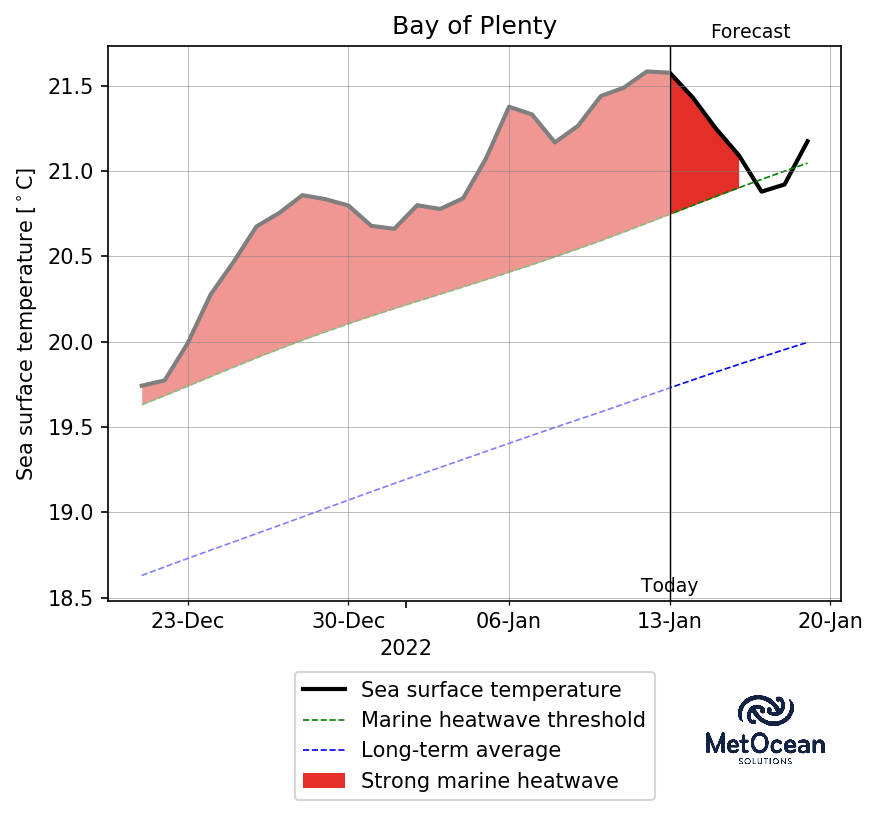 Bay of Plenty
Forecast
Sea surface temperature [°C]
21.5
21.0
20.5
20.0
19.5
19.0
18.5
Today
23-Dec
30-Dec
06-Jan
13-Jan
20-Jan
2022
Sea surface temperature
Marine heatwave threshold
Long-term average
Strong marine heatwave
MetOcean
SOLUTIONS